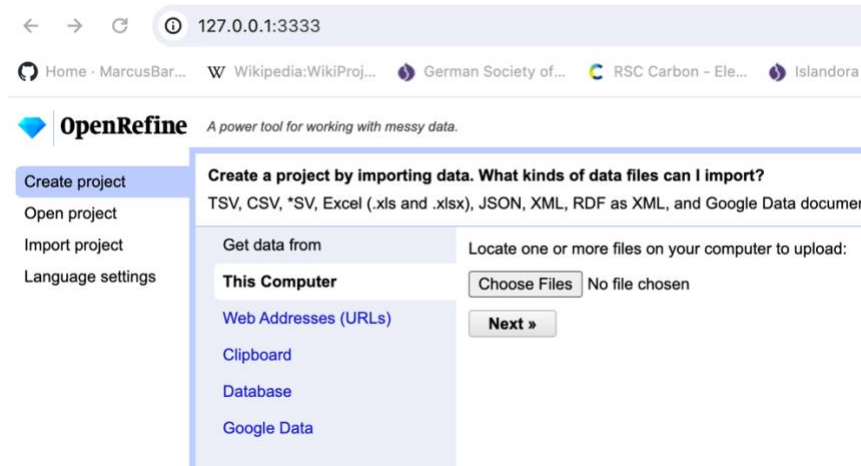 127.0.0.1:3333
Home · MarcusBar... Wikipedia:WikiProj... German Society of... RSC Carbon – Ele... Islandora
OpenRefine A power tool for working with messy data.
Create project
Open project
Import project
Language settings
Create a project by importing data. What kinds of data files can I import?
TSV, CSV, *SV, Excel (.xls and .xlsx), JSON, XML, RDF as XML, and Google Data documen
Get data from
This Computer
Web Addresses (URLs)
Clipboard
Database
Google Data
Locate one or more files on your computer to upload:
Choose Files No file chosen
Next »